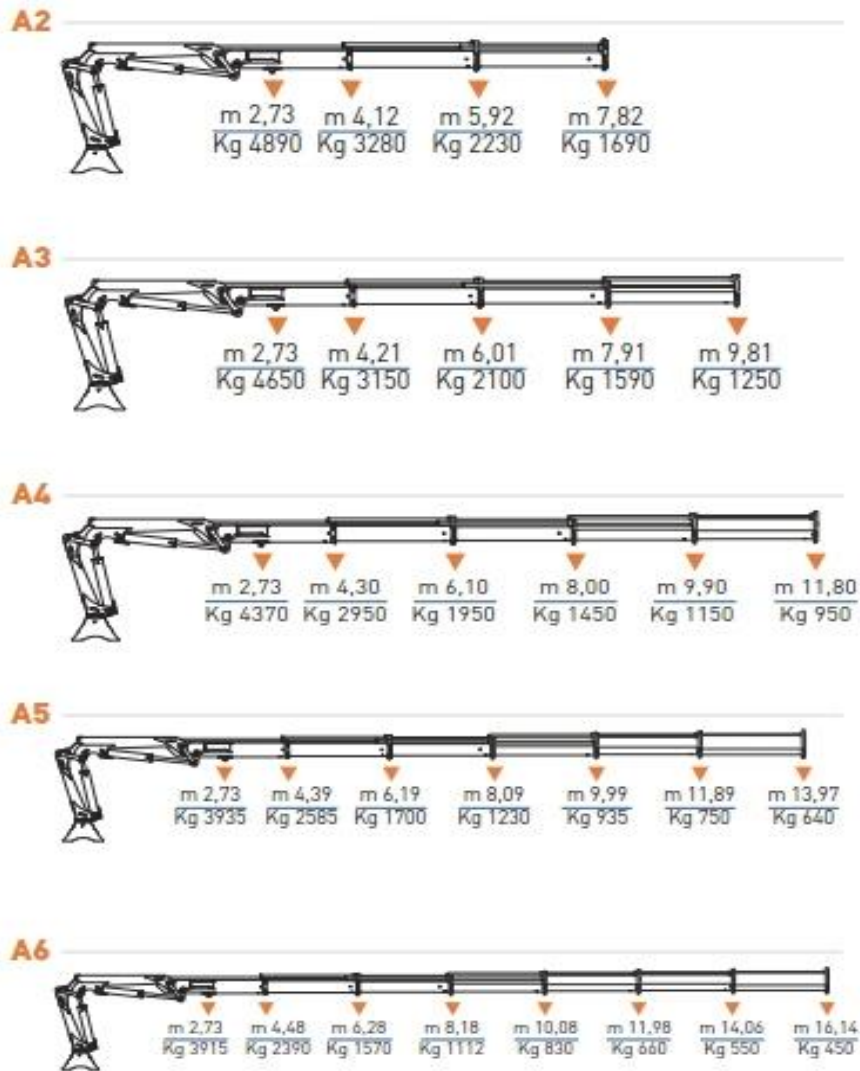 A2
m 2,73 m 4,12 m 5,92 m 7,82
Kg 4890 Kg 3280 Kg 2230 Kg 1690
A3
m 2,73 m 4,21 m 6,01 m 7,91 m 9,81
Kg 4650 Kg 3150 Kg 2100 Kg 1590 Kg 1250
A4
m 2,73 m 4,30 m 6,10 m 8,00 m 9,90 m 11,80
Kg 4370 Kg 2950 Kg 1950 Kg 1450 Kg 1150 Kg 950
A5
m 2,73 m 4,39 m 6,19 m 8,09 m 9,99 m 11,89 m 13,97
Kg 3935 Kg 2585 Kg 1700 Kg 1230 Kg 935 Kg 750 Kg 640
A6
m 2,73 m 4,48 m 6,28 m 8,18 m 10,08 m 11,98 m 14,06 m 16,14
Kg 3915 Kg 2390 Kg 1570 Kg 1112 Kg 830 Kg 660 Kg 550 Kg 450